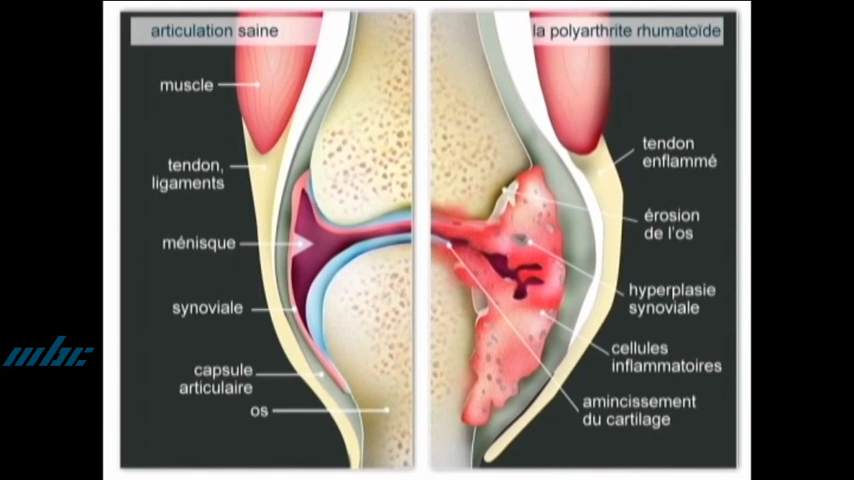 articulation saine
muscle
tendon,
ligaments
ménisque
synoviale
capsule
articulaire
os
la polyarthrite rhumatoïde
tendon
enflammé
érosion
de l'os
hyperplasie
synoviale
cellules
inflammatoires
amincissement
du cartilage
mbc